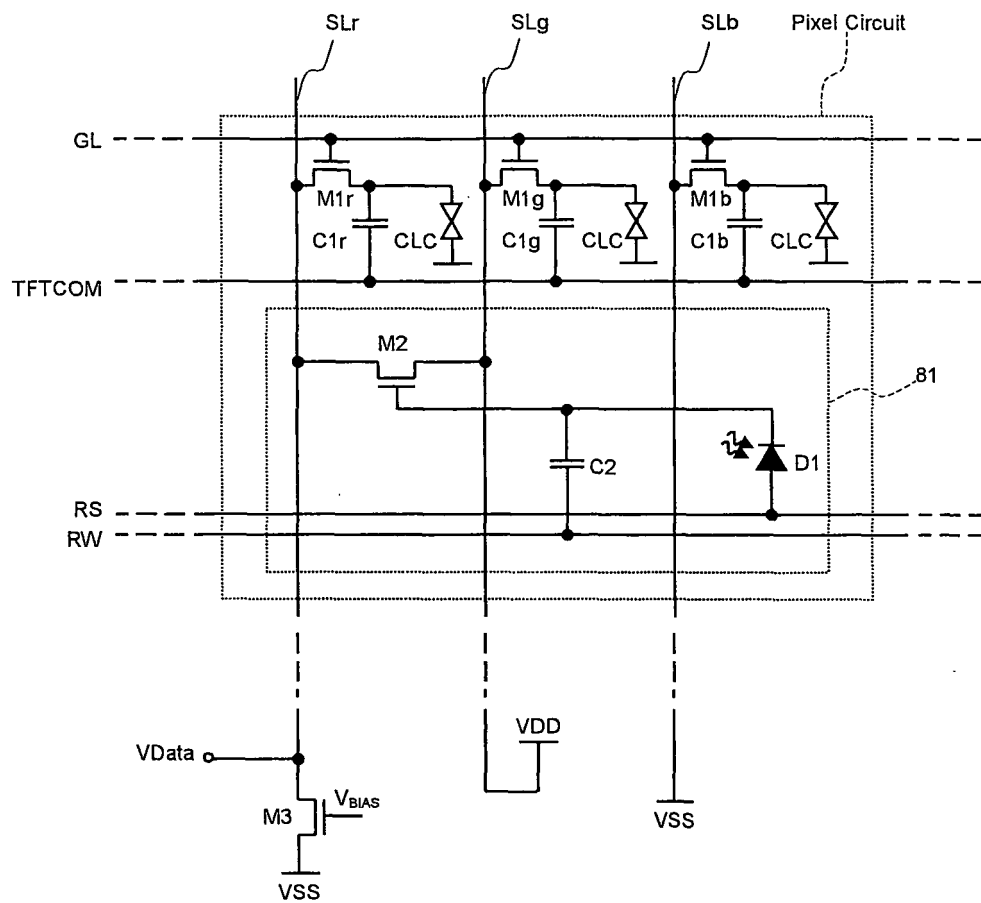 SLr SLg SLb Pixel Circuit
GL
M1r M1g M1b
C1r CLC C1g CLC C1b CLC
TFTCOM
M2
81
C2 D1
RS
RW
VDD
VData
M3 VBIAS
VSS
VSS